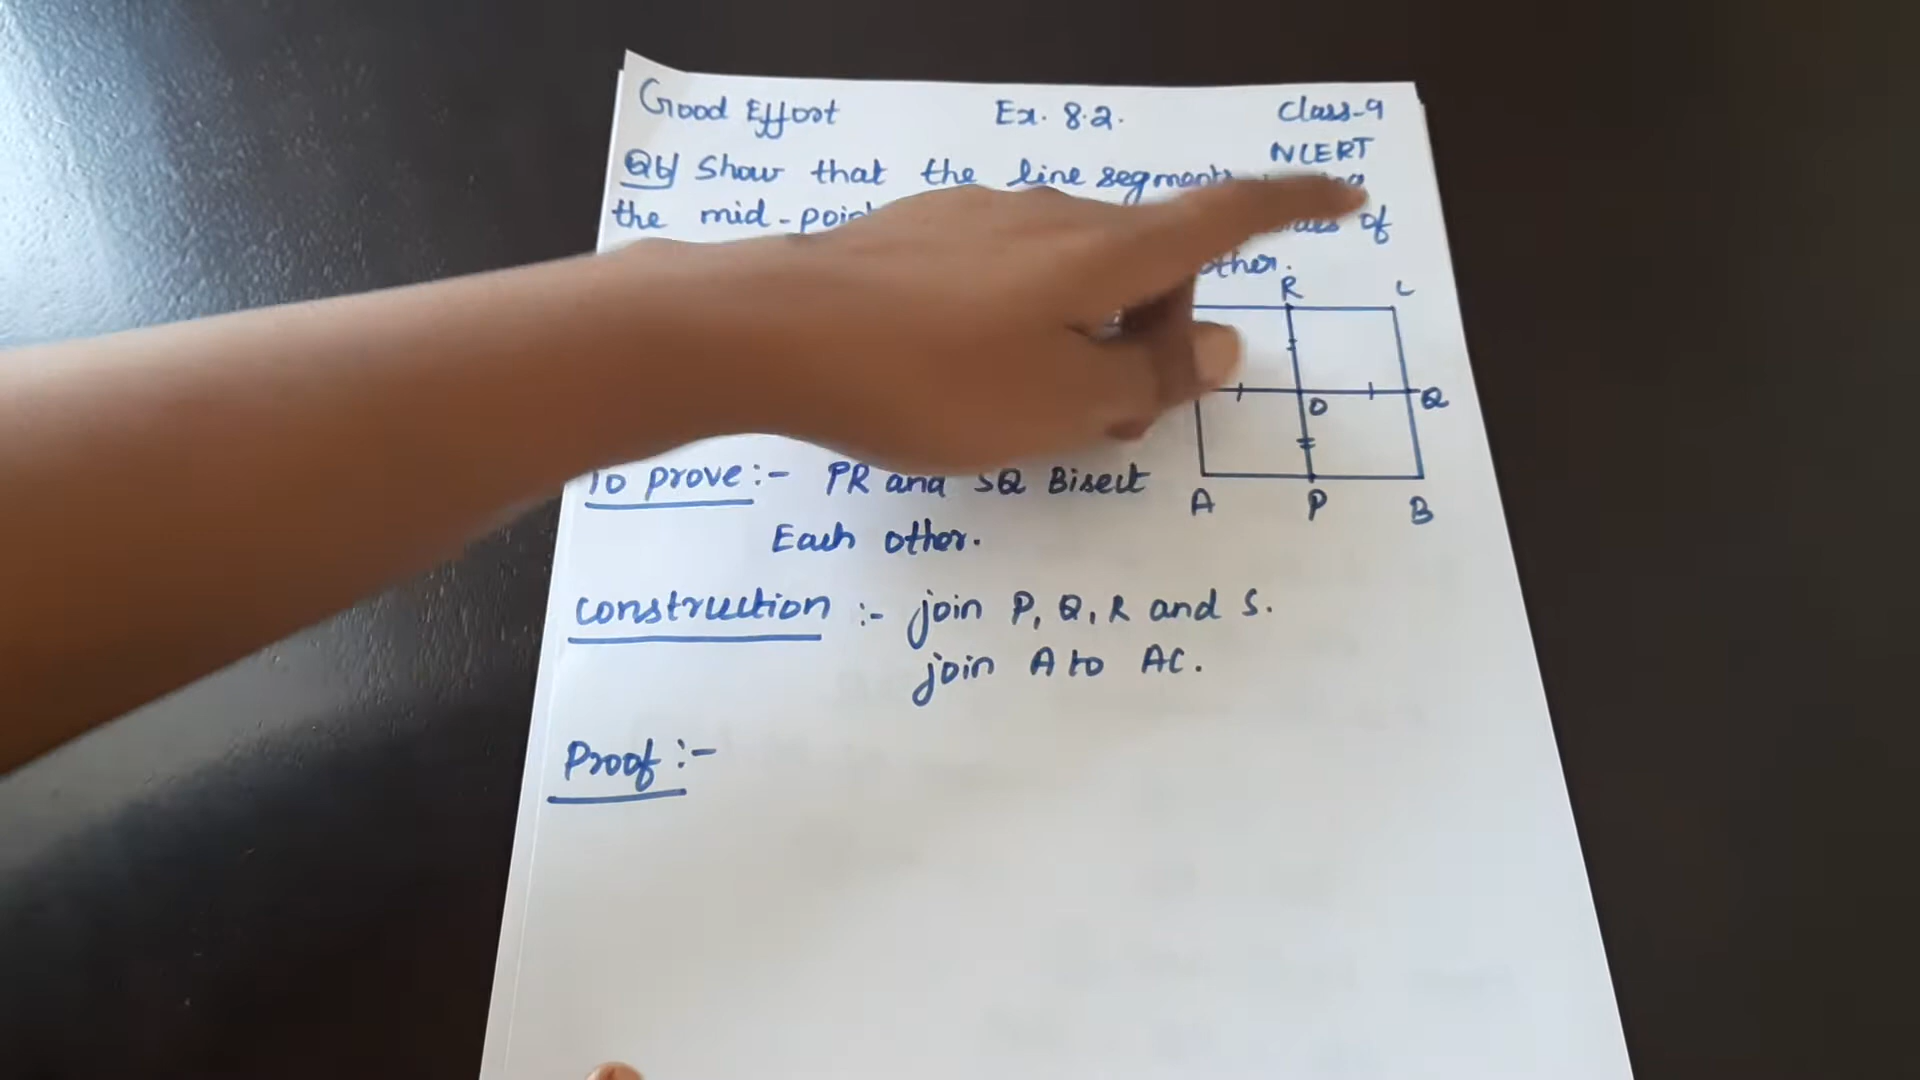 Good Effort Ex. 8.2. Class-9
NCERT
Q6) Show that the line segments
the mid-point of
other.
R C
O Q
A P B
To prove :- PR and SQ Bisect
Each other.
Construction :- join P, Q, R and S.
join A to AC.
Proof :-